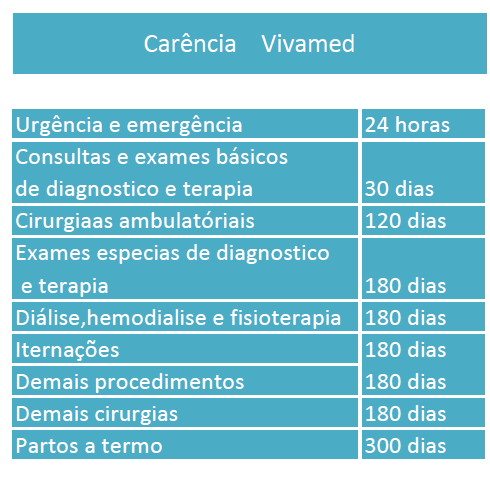 Carência Vivamed
Urgência e emergência 24 horas
Consultas e exames básicos
de diagnostico e terapia 30 dias
Cirurgiaas ambulatóriais 120 dias
Exames especias de diagnostico
e terapia 180 dias
Diálise,hemodialise e fisioterapia 180 dias
Iternações 180 dias
Demais procedimentos 180 dias
Demais cirurgias 180 dias
Partos a termo 300 dias